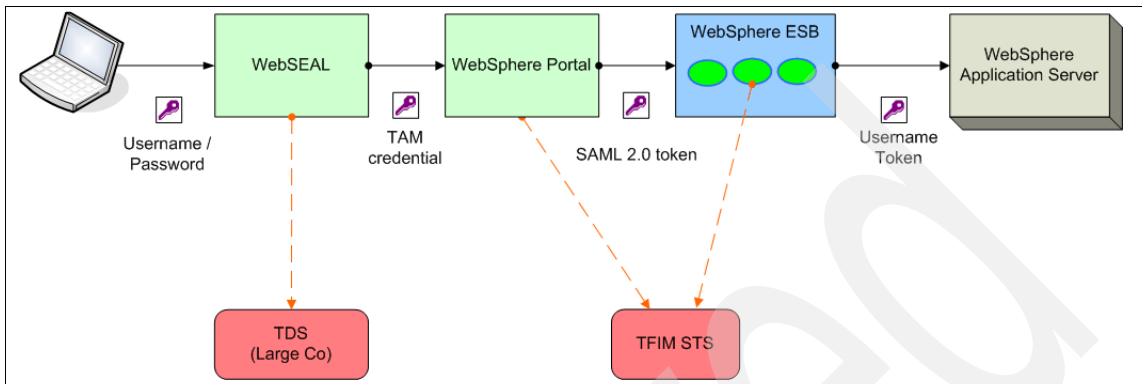 WebSEAL
WebSphere Portal
WebSphere ESB
WebSphere
Application Server
Username /
Password
TAM
credential
SAML 2.0 token
Username
Token
TDS
(Large Co)
TFIM STS